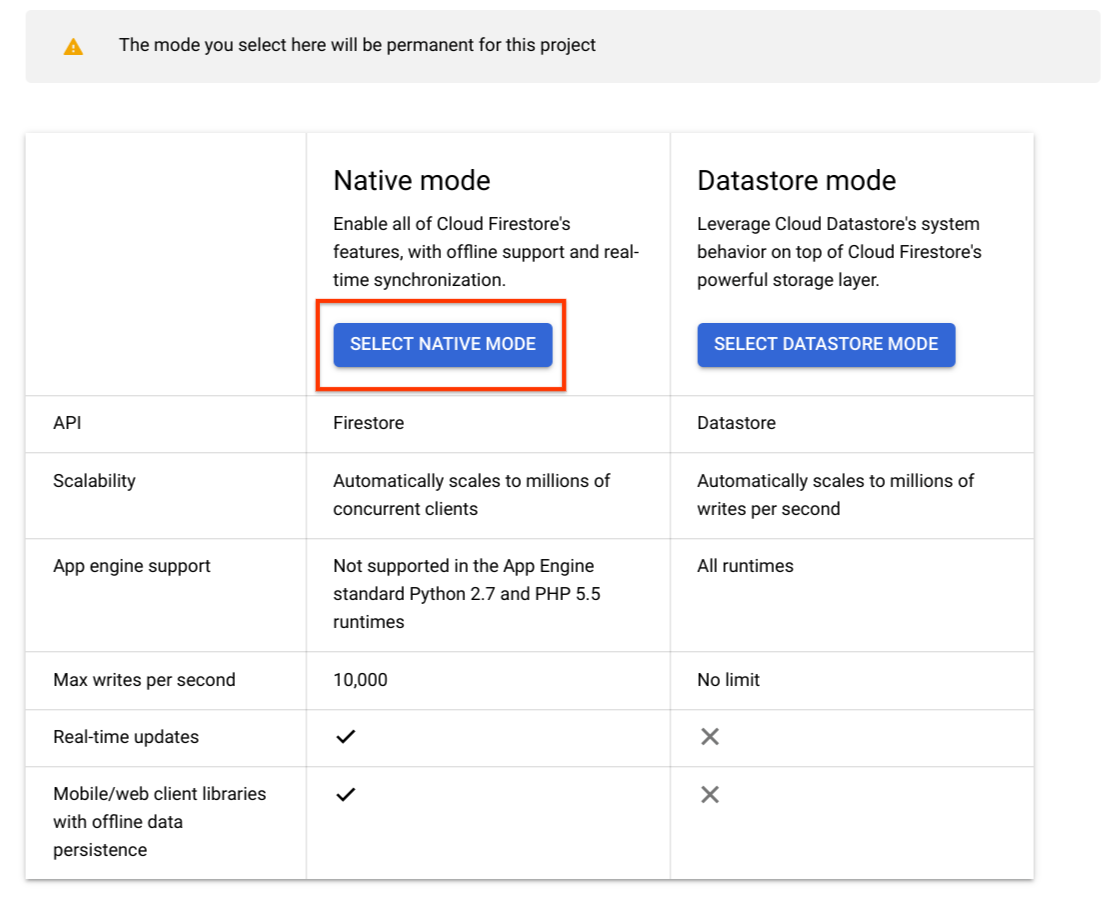 The mode you select here will be permanent for this project
Native mode
Enable all of Cloud Firestore's
features, with offline support and real-
time synchronization.
SELECT NATIVE MODE
Datastore mode
Leverage Cloud Datastore's system
behavior on top of Cloud Firestore's
powerful storage layer.
SELECT DATASTORE MODE
API
Firestore
Datastore
Scalability
Automatically scales to millions of
concurrent clients
Automatically scales to millions of
writes per second
App engine support
Not supported in the App Engine
standard Python 2.7 and PHP 5.5
runtimes
All runtimes
Max writes per second
10,000
No limit
Real-time updates
Mobile/web client libraries
with offline data
persistence